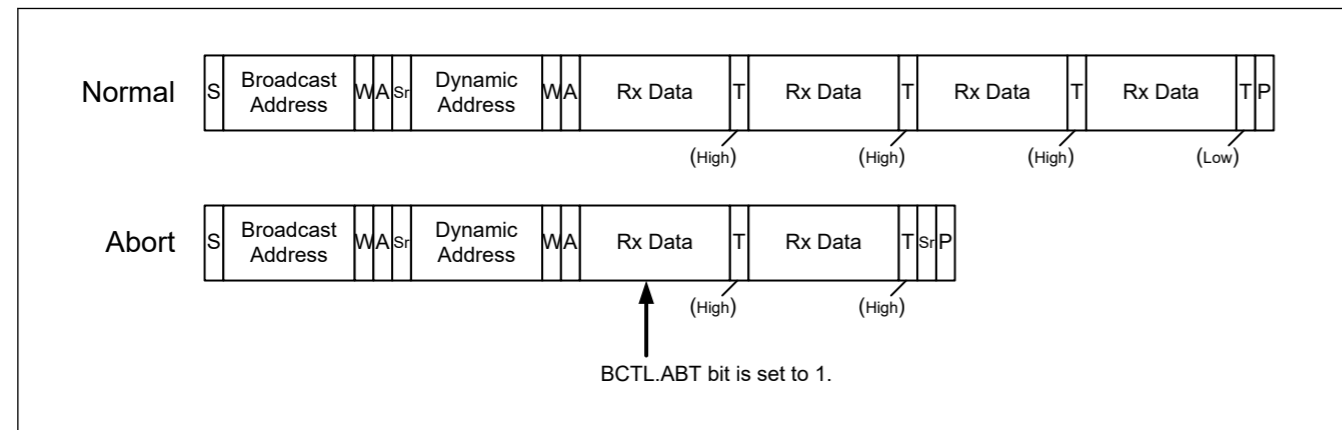 Normal
S Broadcast Address W A Sr Dynamic Address W A Rx Data T Rx Data T Rx Data T Rx Data T P
(High) (High) (High) (Low)
Abort
S Broadcast Address W A Sr Dynamic Address W A Rx Data T Rx Data T Sr P
(High) (High)
BCTL.ABT bit is set to 1.